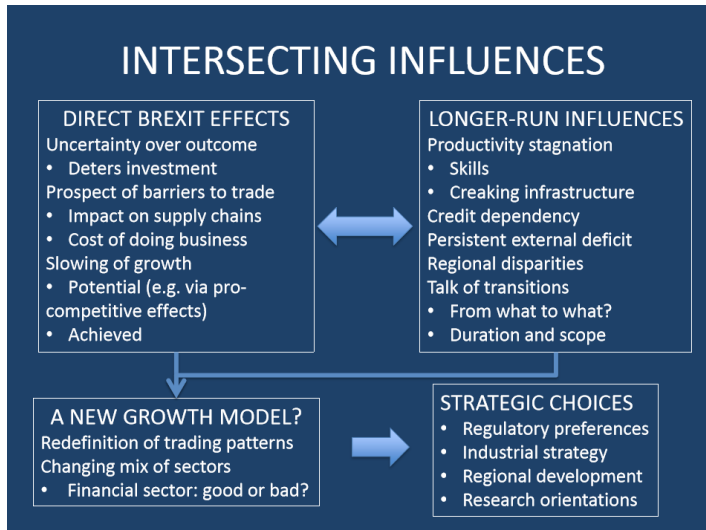 INTERSECTING INFLUENCES
DIRECT BREXIT EFFECTS
Uncertainty over outcome
• Deters investment
Prospect of barriers to trade
• Impact on supply chains
• Cost of doing business
Slowing of growth
• Potential (e.g. via pro-
competitive effects)
• Achieved
LONGER-RUN INFLUENCES
Productivity stagnation
• Skills
• Creaking infrastructure
Credit dependency
Persistent external deficit
Regional disparities
Talk of transitions
• From what to what?
• Duration and scope
A NEW GROWTH MODEL?
Redefinition of trading patterns
Changing mix of sectors
• Financial sector: good or bad?
STRATEGIC CHOICES
• Regulatory preferences
• Industrial strategy
• Regional development
• Research orientations